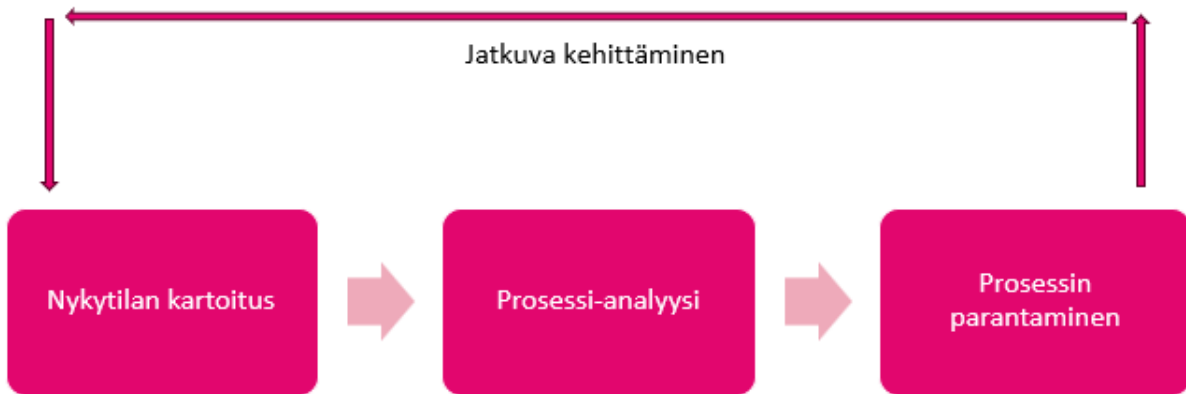 Jatkuva kehittäminen
Nykytilan kartoitus
Prosessi-analyysi
Prosessin
parantaminen